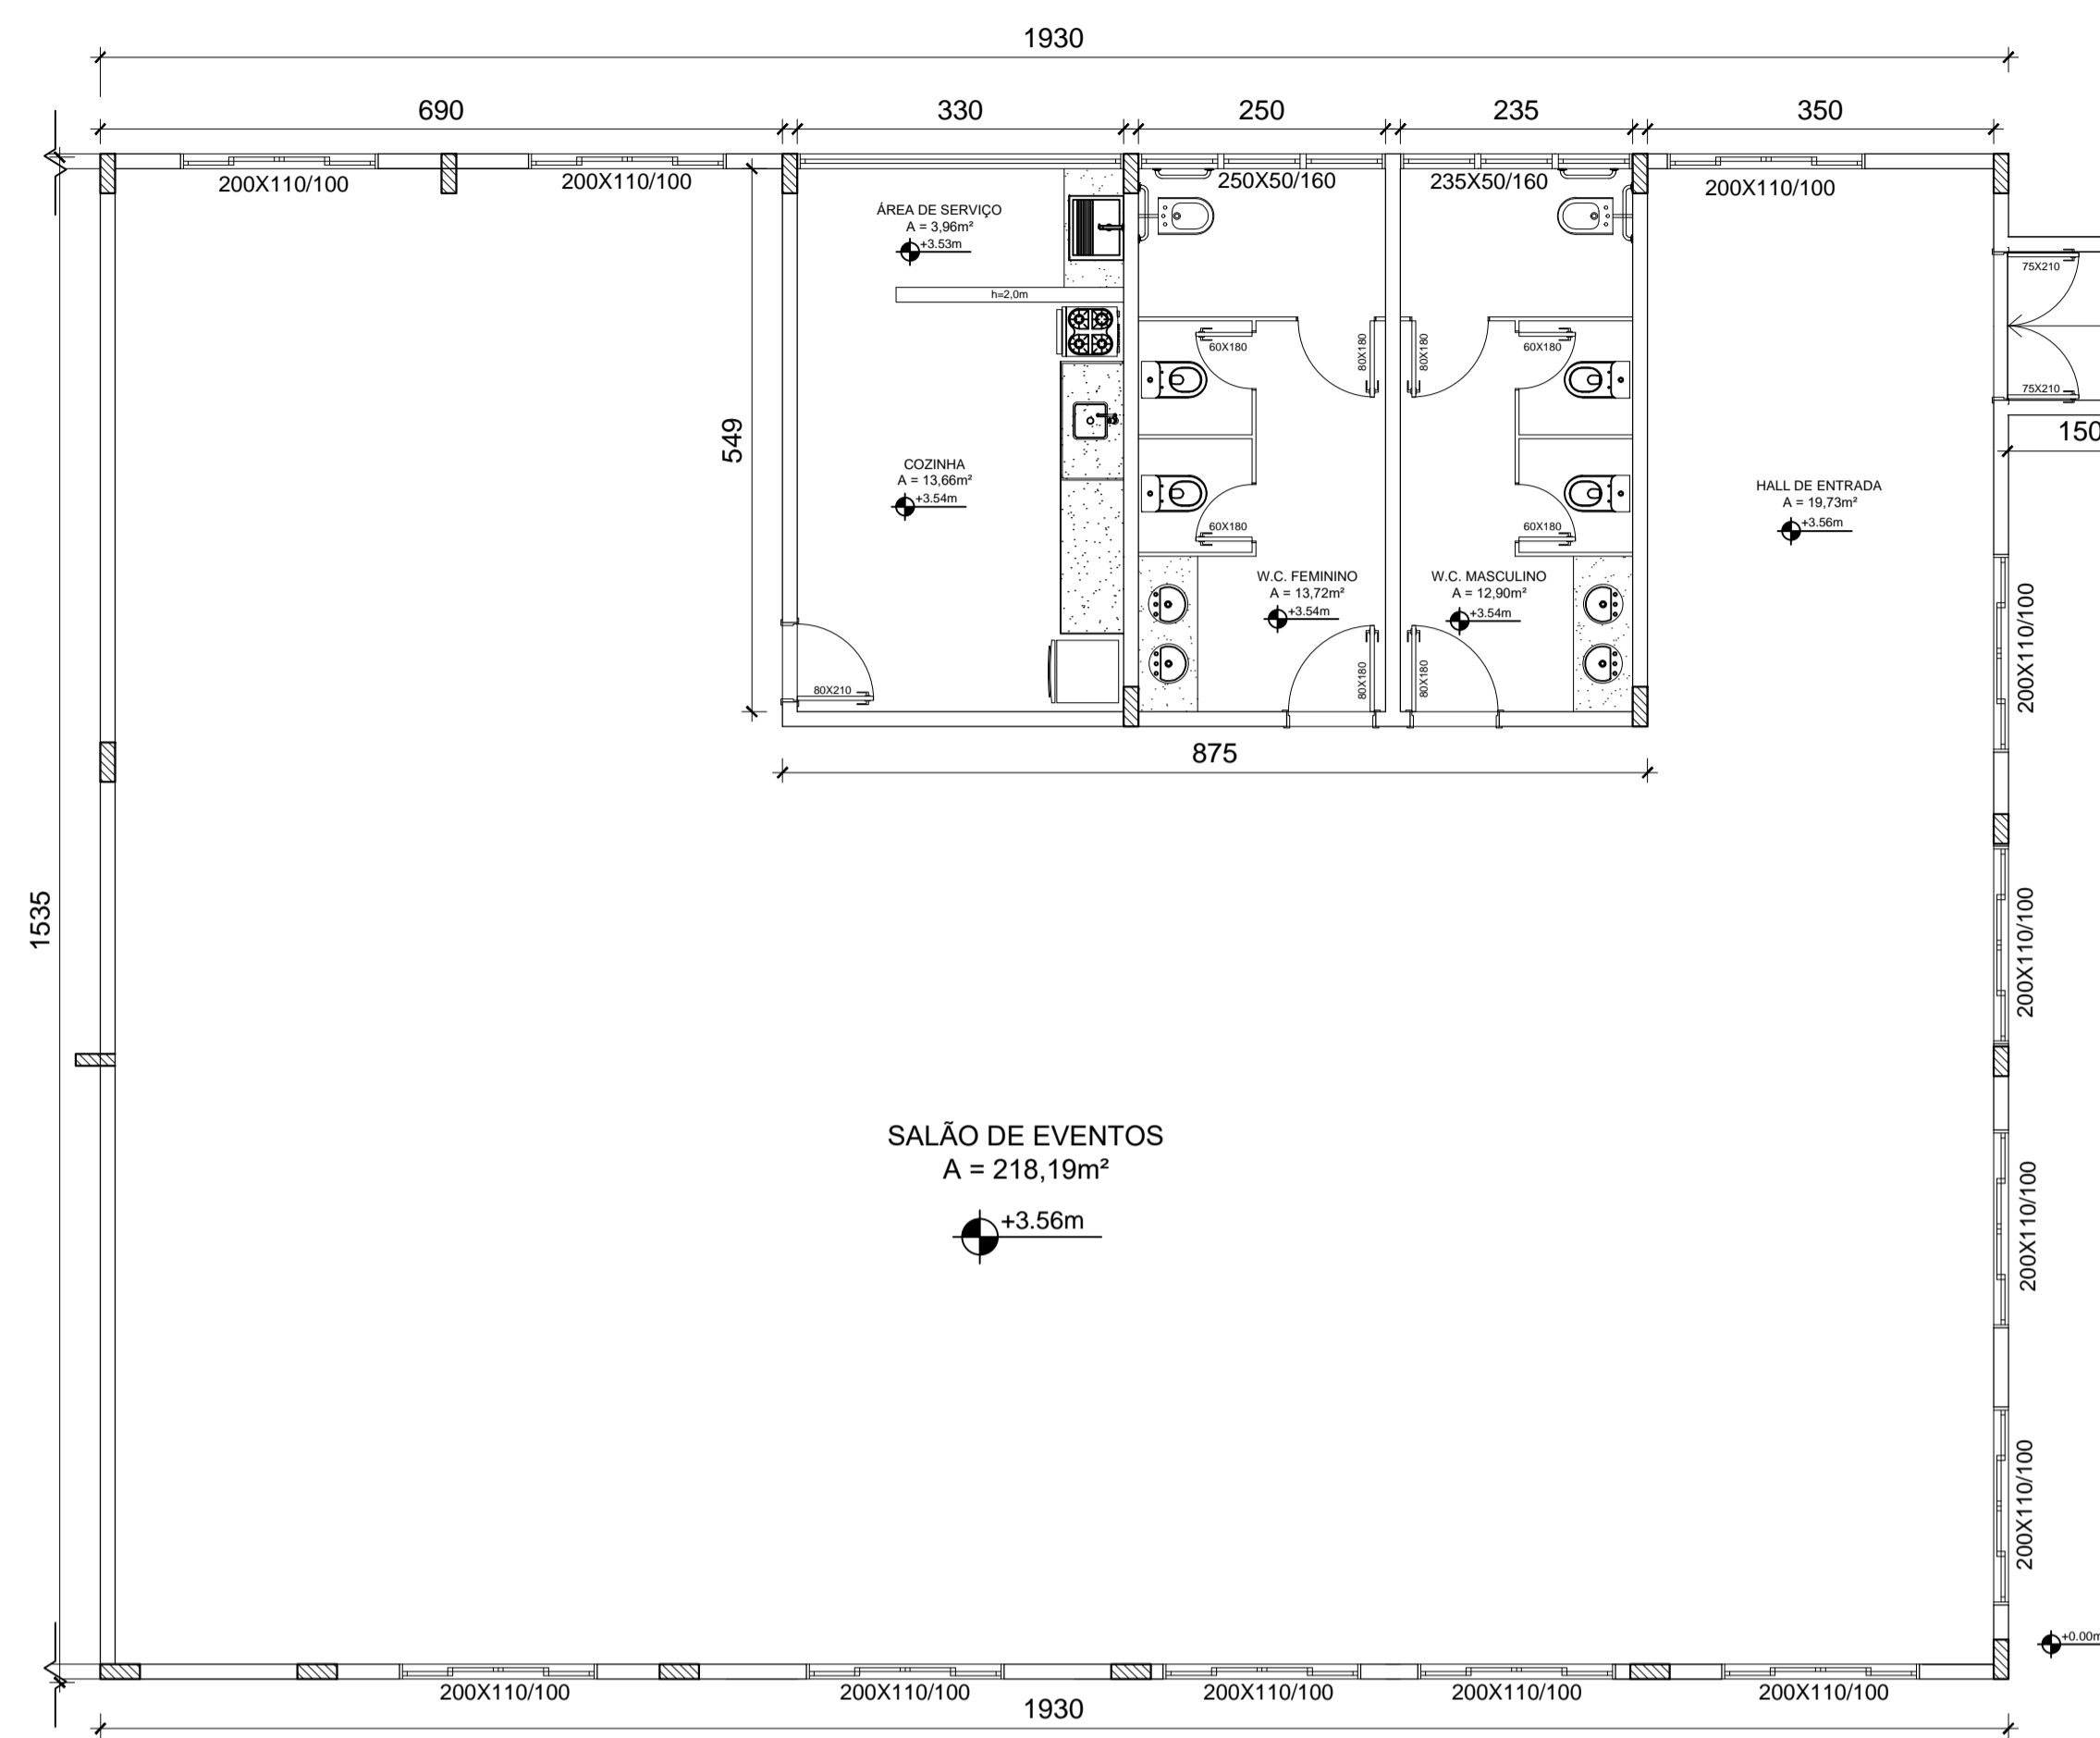 1930
690
330
250
235
350
200X110/100
200X110/100
250X50/160
235X50/160
200X110/100
ÁREA DE SERVIÇO
A = 3,96m²
+3.53m
h=2,0m
75X210
75X210
150
60X180
80X180
80X180
60X180
549
COZINHA
A = 13,66m²
+3.54m
HALL DE ENTRADA
A = 19,73m²
+3.56m
60X180
60X180
W.C. FEMININO
A = 13,72m²
+3.54m
W.C. MASCULINO
A = 12,90m²
+3.54m
80X210
80X180
80X180
200X110/100
875
1535
200X110/100
SALÃO DE EVENTOS
A = 218,19m²
+3.56m
200X110/100
200X110/100
+0.00m
200X110/100
200X110/100
200X110/100
200X110/100
200X110/100
1930